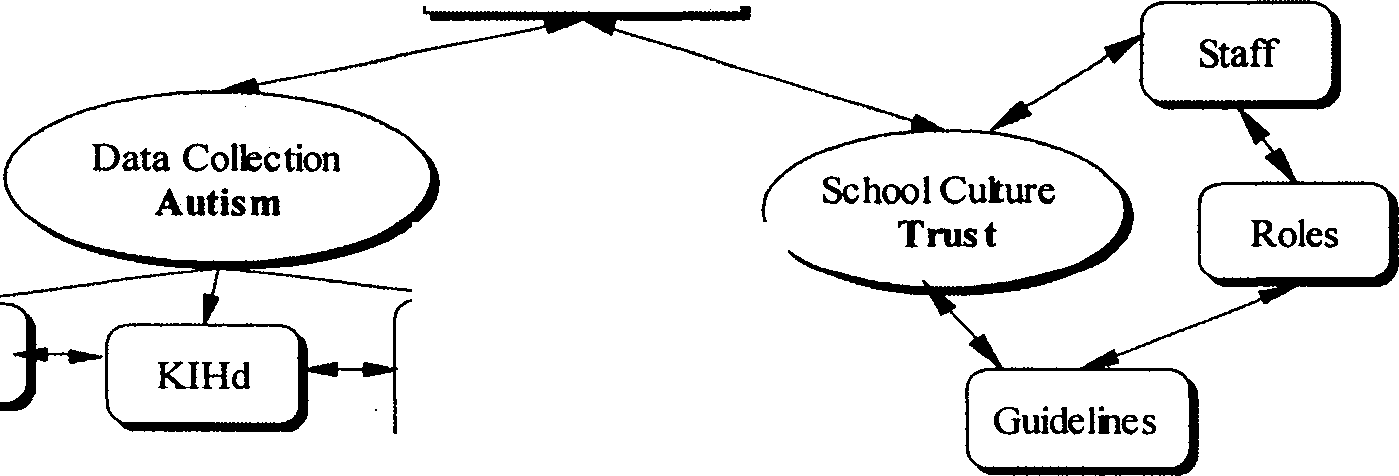 Staff
Data Collection
Autism
School Culture
Trust
Roles
KIHd
Guidelines